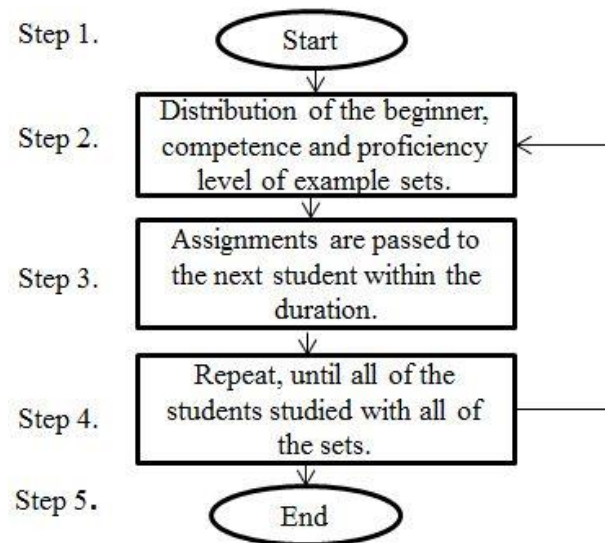 Step 1.
Start
Step 2.
Distribution of the beginner,
competence and proficiency
level of example sets.
Step 3.
Assignments are passed to
the next student within the
duration.
Step 4.
Repeat, until all of the
students studied with all of
the sets.
Step 5.
End